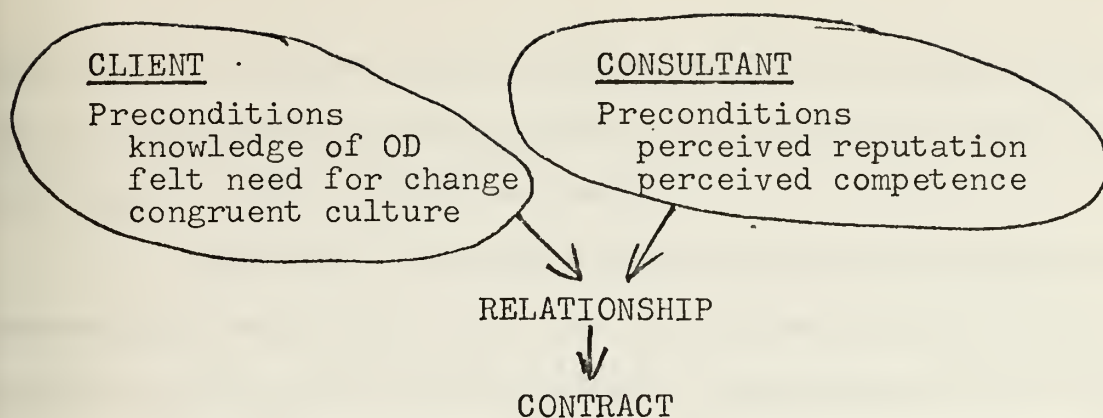 CLIENT
Preconditions
knowledge of OD
felt need for change
congruent culture
CONSULTANT
Preconditions
perceived reputation
perceived competence
RELATIONSHIP
CONTRACT